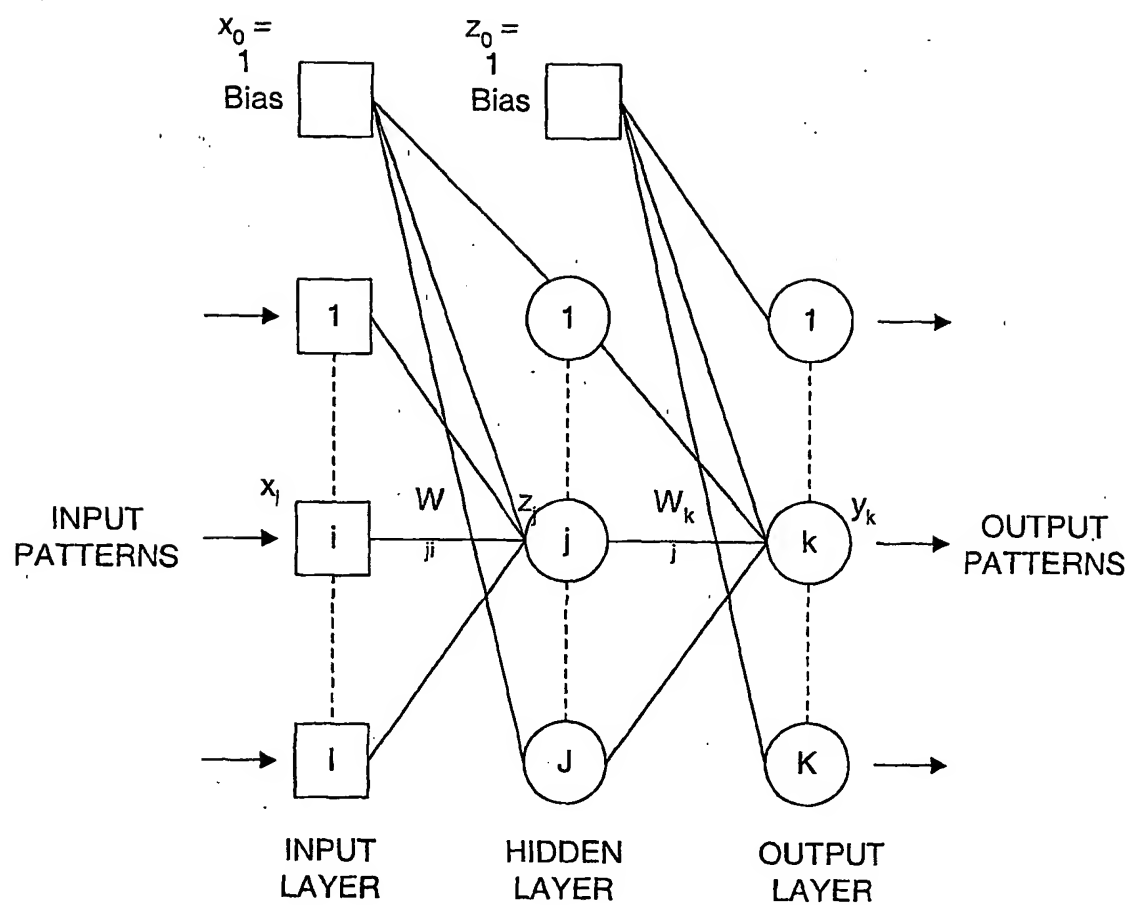 x0 =
1
Bias
z0 =
1
Bias
1
1
1
INPUT
PATTERNS
xi
i
W
ji
zj
j
Wk
j
k
yk
OUTPUT
PATTERNS
I
J
K
INPUT
LAYER
HIDDEN
LAYER
OUTPUT
LAYER